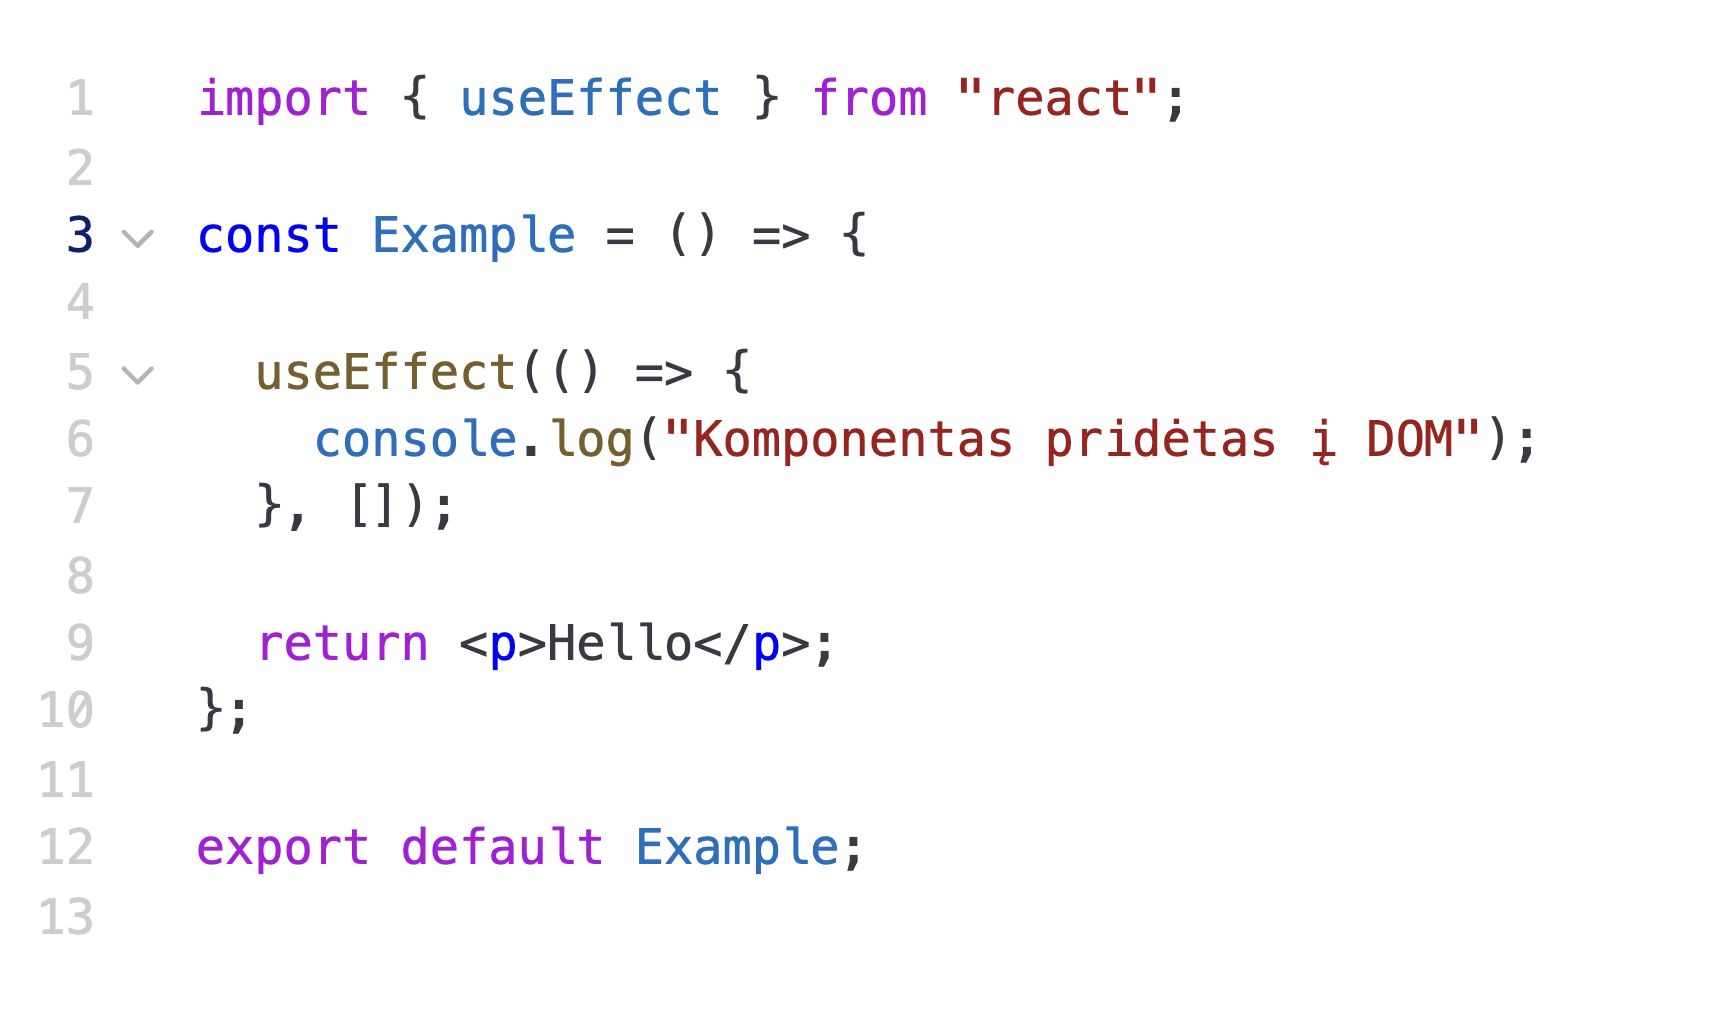 1 import { useEffect } from "react";
2
3 const Example = () => {
4
5   useEffect(() => {
6     console.log("Komponentas pridėtas į DOM");
7   }, []);
8
9   return <p>Hello</p>;
10 };
11
12 export default Example;
13